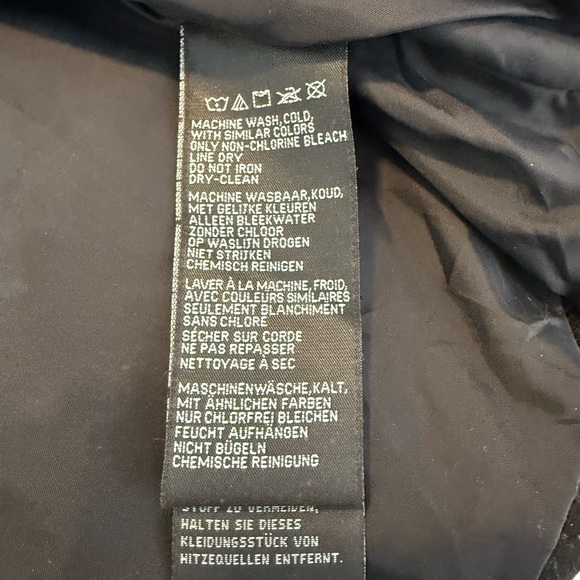 MACHINE WASH, COLD,
WITH SIMILAR COLORS
ONLY NON-CHLORINE BLEACH
LINE DRY
DO NOT IRON
DRY-CLEAN
MACHINE WASBAAR, KOUD,
MET GELIJKE KLEUREN
ALLEEN BLEEKWATER
ZONDER CHLOOR
OP WASLIJN DROGEN
NIET STRIJKEN
CHEMISCH REINIGEN
LAVER À LA MACHINE, FROID,
AVEC COULEURS SIMILAIRES
SEULEMENT BLANCHIMENT
SANS CHLORE
SÉCHER SUR CORDE
NE PAS REPASSER
NETTOYAGE À SEC
MASCHINENWÄSCHE, KALT,
MIT ÄHNLICHEN FARBEN
NUR CHLORFREI BLEICHEN
FEUCHT AUFHÄNGEN
NICHT BÜGELN
CHEMISCHE REINIGUNG
STOFF ZU VERMEIDEN,
HALTEN SIE DIESES
KLEIDUNGSSTÜCK VON
HITZEQUELLEN ENTFERNT.